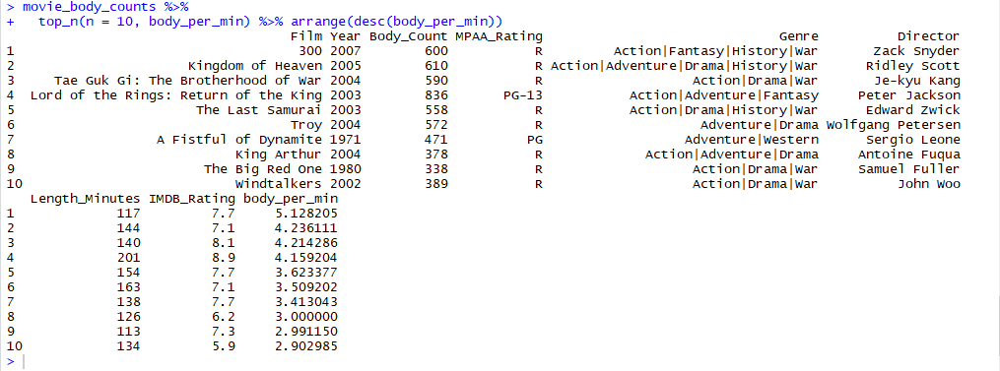 > movie_body_counts %>%
+   top_n(n = 10, body_per_min) %>% arrange(desc(body_per_min))
Film Year Body_Count MPAA_Rating Genre Director
1 300 2007 600 R Action|Fantasy|History|War Zack Snyder
2 Kingdom of Heaven 2005 610 R Action|Adventure|Drama|History|War Ridley Scott
3 Tae Guk Gi: The Brotherhood of War 2004 590 R Action|Drama|War Je-kyu Kang
4 Lord of the Rings: Return of the King 2003 836 PG-13 Action|Adventure|Fantasy Peter Jackson
5 The Last Samurai 2003 558 R Action|Drama|History|War Edward Zwick
6 Troy 2004 572 R Adventure|Drama Wolfgang Petersen
7 A Fistful of Dynamite 1971 471 PG Adventure|Western Sergio Leone
8 King Arthur 2004 378 R Action|Adventure|Drama Antoine Fuqua
9 The Big Red One 1980 338 R Action|Drama|War Samuel Fuller
10 Windtalkers 2002 389 R Action|Drama|War John Woo
Length_Minutes IMDB_Rating body_per_min
1 117 7.7 5.128205
2 144 7.1 4.236111
3 140 8.1 4.214286
4 201 8.9 4.159204
5 154 7.7 3.623377
6 163 7.1 3.509202
7 138 7.7 3.413043
8 126 6.2 3.000000
9 113 7.3 2.991150
10 134 5.9 2.902985
>